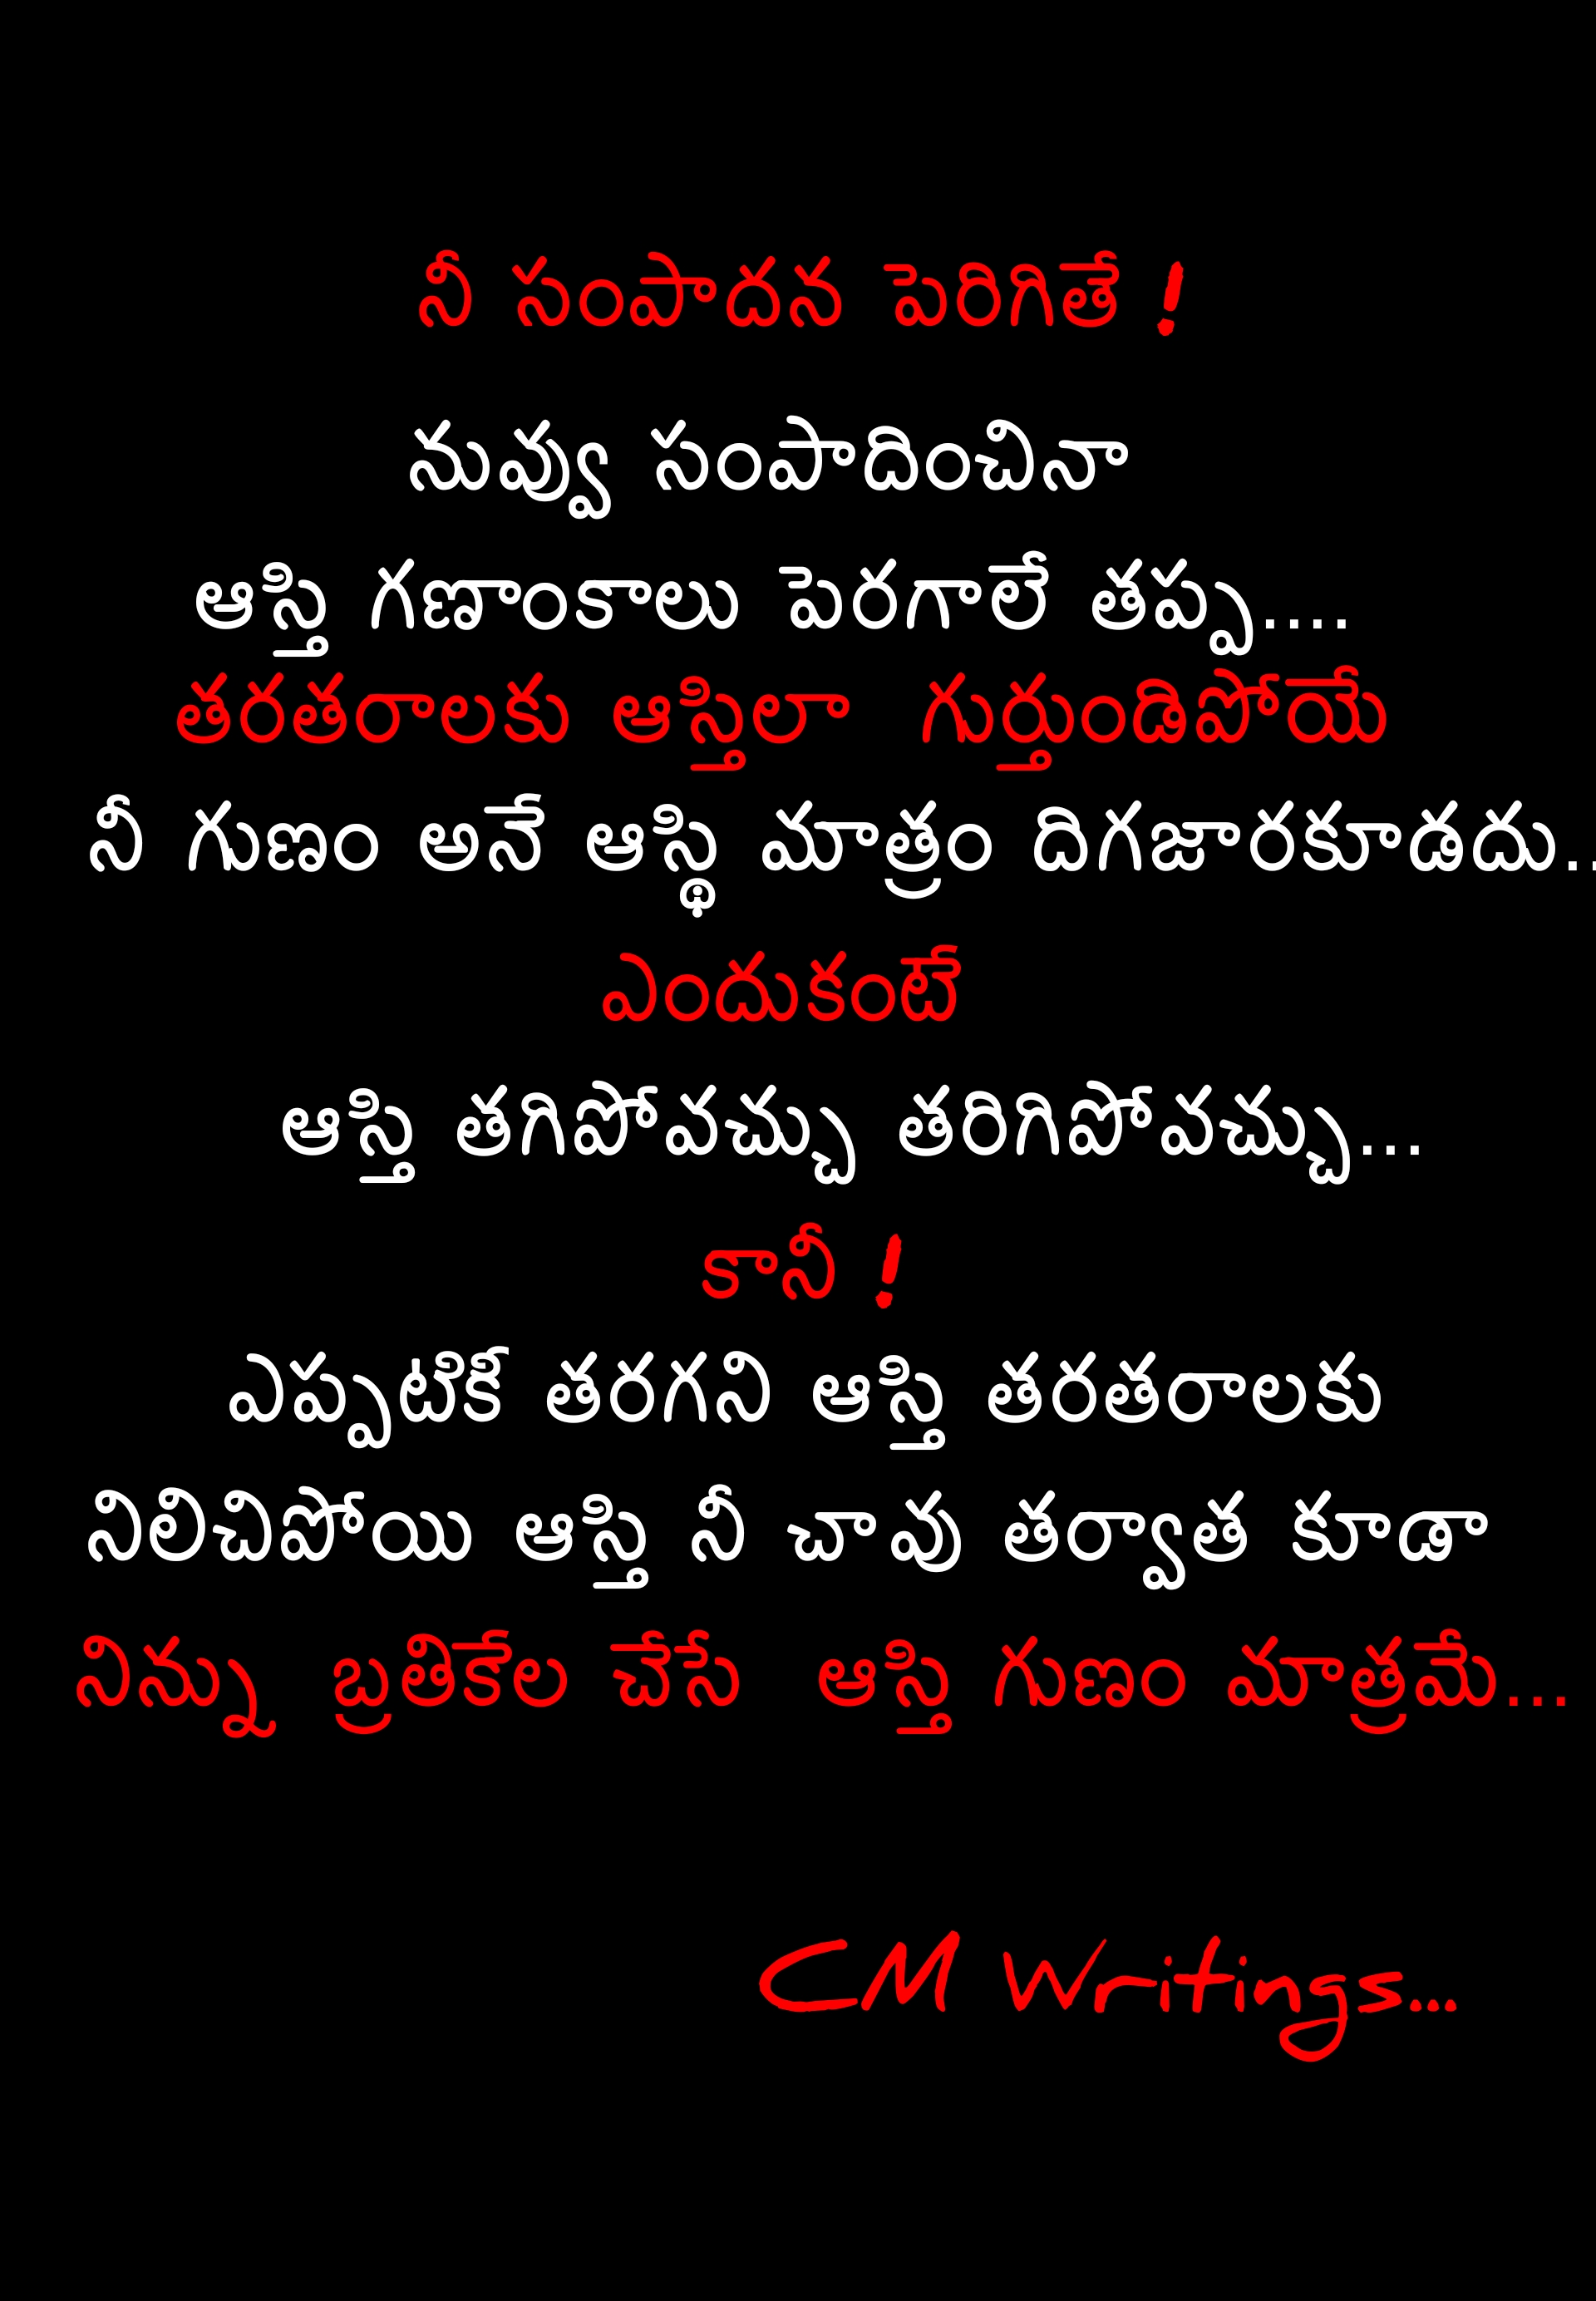 నీ సంపాదన పెరిగితే !
నువ్వు సంపాదించినా
ఆస్తి గణాంకాలు పెరగాలే తప్ప....
తరతరాలకు ఆస్తిలా గుర్తుండిపోయే
నీ గుణం అనే ఆస్థి మాత్రం దిగజారకూడదు..
ఎందుకంటే
ఆస్తి తగిపోవచ్చు తరిగిపోవచ్చు...
కానీ !
ఎప్పటికీ తరగని ఆస్తి తరతరాలకు
నిలిచిపోయి ఆస్తి నీ చావు తర్వాత కూడా
నిన్ను బ్రతికేల చేసే ఆస్తి గుణం మాత్రమే...
CM Writings...